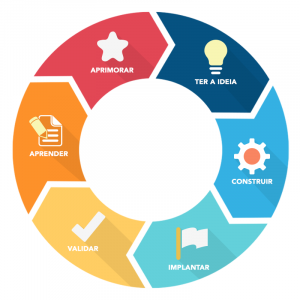 APRIMORAR
TER A IDEIA
CONSTRUIR
IMPLANTAR
VALIDAR
APRENDER